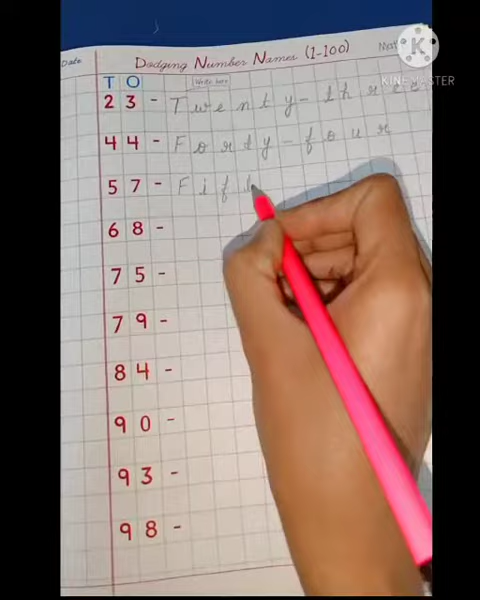 Date
Dodging Number Names (1-100)
KINEMASTER
T O
Write here
23 - Twenty-three
44 - Forty-four
57 - Fift
68 -
75 -
79 -
84 -
90 -
93 -
98 -